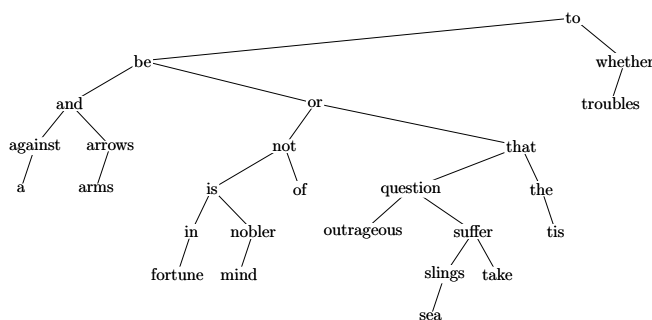 to
be whether
and or troubles
against arrows not that
a arms is of question the
in nobler outrageous suffer tis
fortune mind slings take
sea